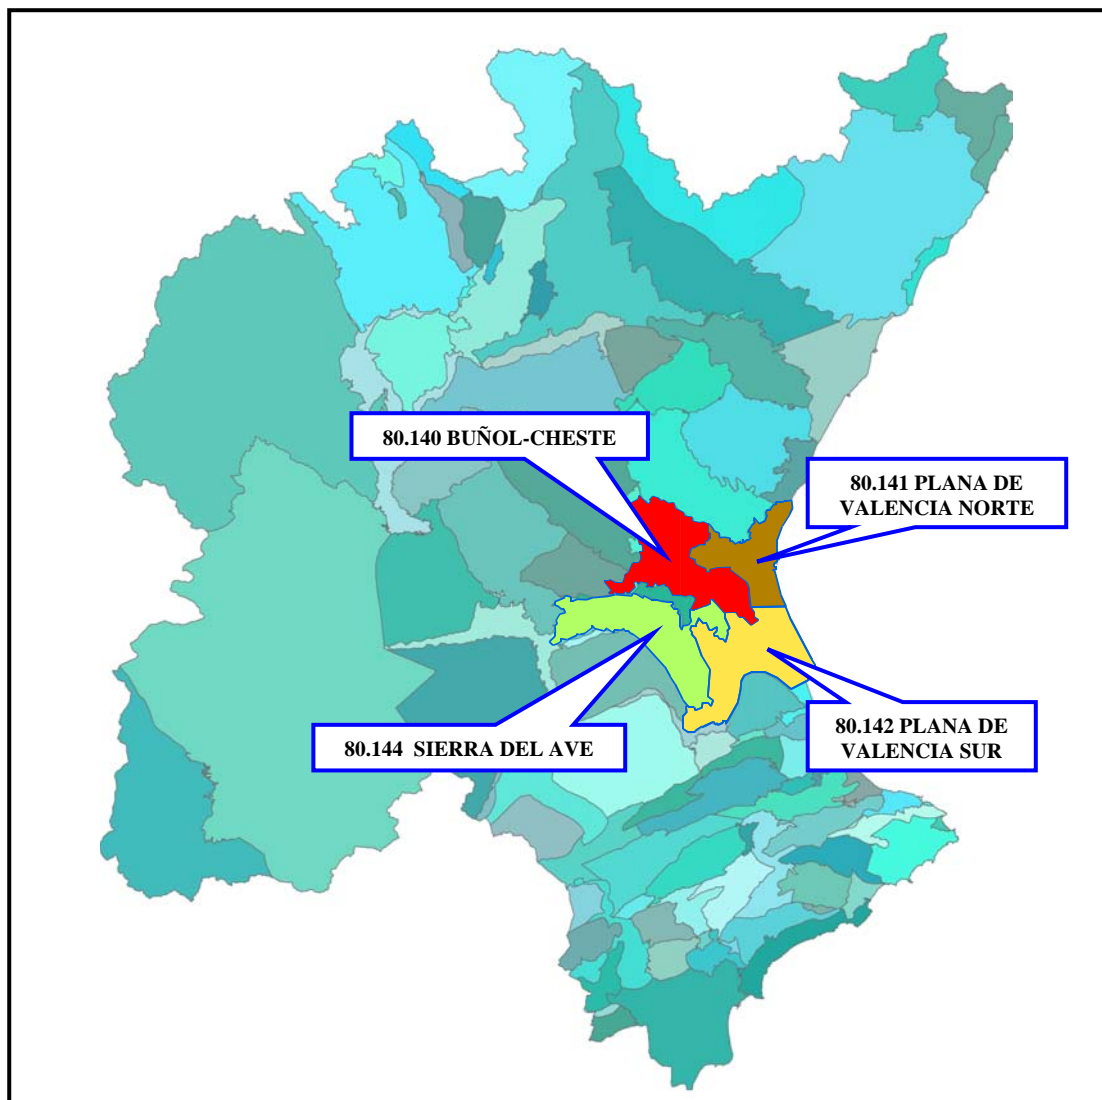 80.140 BUÑOL-CHESTE
80.141 PLANA DE
VALENCIA NORTE
80.144 SIERRA DEL AVE
80.142 PLANA DE
VALENCIA SUR